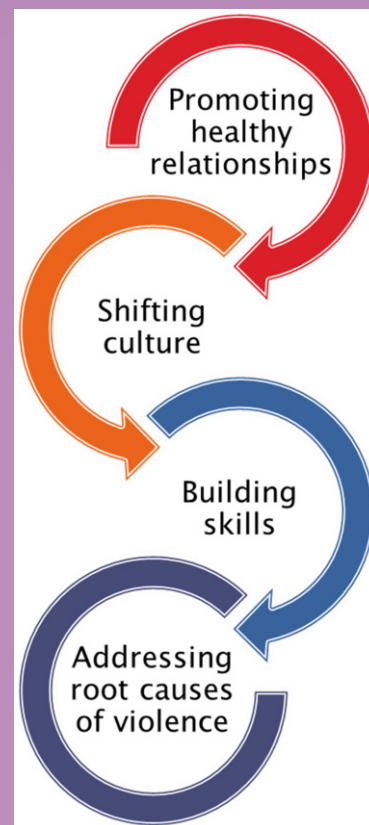 Promoting
healthy
relationships
Shifting
culture
Building
skills
Addressing
root causes
of violence